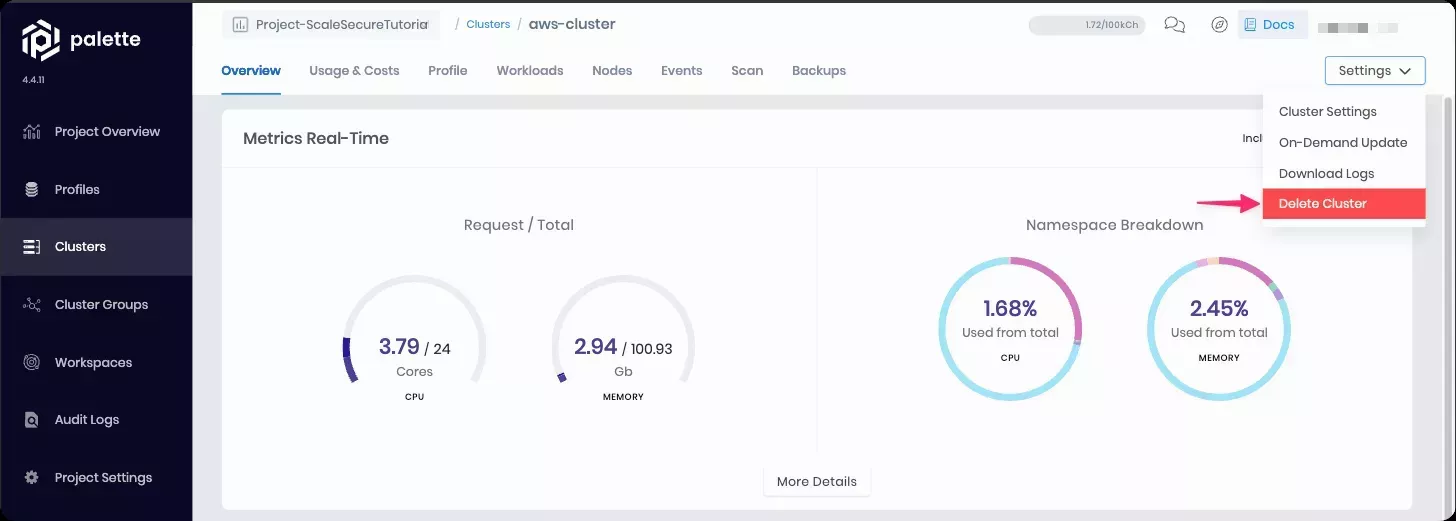 palette
4.4.11
Project Overview
Profiles
Clusters
Cluster Groups
Workspaces
Audit Logs
Project Settings
Project-ScaleSecureTutorial / Clusters / aws-cluster
1.72/100kCh
Docs
Overview Usage & Costs Profile Workloads Nodes Events Scan Backups
Settings
Cluster Settings
On-Demand Update
Download Logs
Delete Cluster
Metrics Real-Time
Request / Total
3.79 / 24
Cores
CPU
2.94 / 100.93
Gb
MEMORY
Namespace Breakdown
1.68%
Used from total
CPU
2.45%
Used from total
MEMORY
More Details